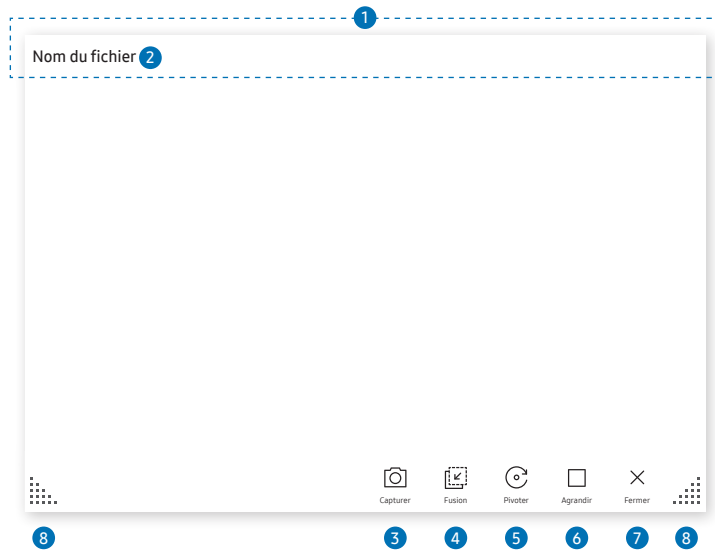 1
Nom du fichier 2
Capturer Fusion Pivoter Agrandir Fermer
8 3 4 5 6 7 8